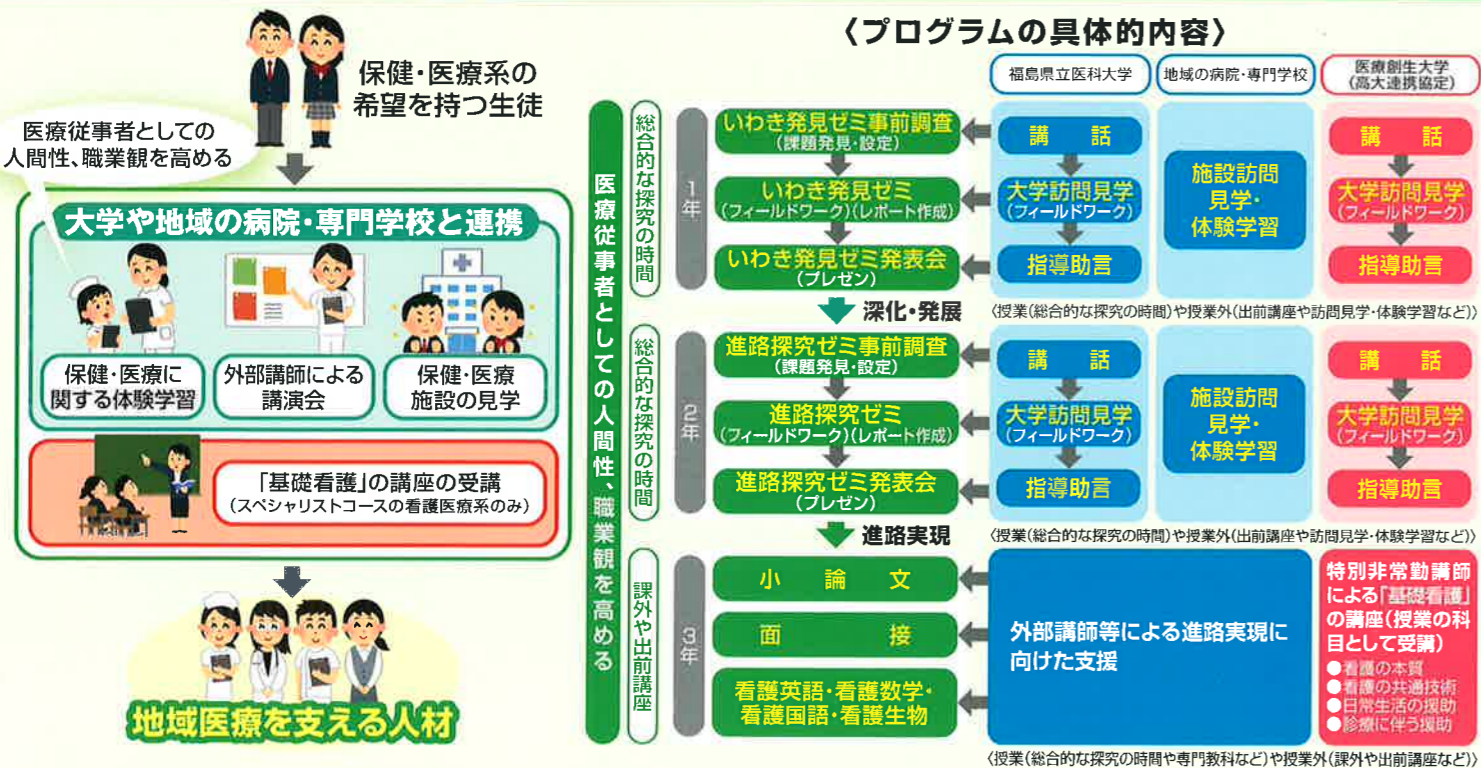 保健・医療系の
希望を持つ生徒
医療従事者としての
人間性、職業観を高める
大学や地域の病院・専門学校と連携
保健・医療に
関する体験学習
外部講師による
講演会
保健・医療
施設の見学
「基礎看護」の講座の受講
(スペシャリストコースの看護医療系のみ)
地域医療を支える人材
〈プログラムの具体的内容〉
福島県立医科大学
地域の病院・専門学校
医療創生大学
(高大連携協定)
医療従事者としての人間性、職業観を高める
総合的な探究の時間
1年
いわき発見ゼミ事前調査
(課題発見・設定)
いわき発見ゼミ
(フィールドワーク)(レポート作成)
いわき発見ゼミ発表会
(プレゼン)
講 話
大学訪問見学
(フィールドワーク)
指導助言
施設訪問
見学・
体験学習
講 話
大学訪問見学
(フィールドワーク)
指導助言
深化・発展
〈授業(総合的な探究の時間)や授業外(出前講座や訪問見学・体験学習など)〉
総合的な探究の時間
2年
進路探究ゼミ事前調査
(課題発見・設定)
進路探究ゼミ
(フィールドワーク)(レポート作成)
進路探究ゼミ発表会
(プレゼン)
講 話
大学訪問見学
(フィールドワーク)
指導助言
施設訪問
見学・
体験学習
講 話
大学訪問見学
(フィールドワーク)
指導助言
進路実現
〈授業(総合的な探究の時間)や授業外(出前講座や訪問見学・体験学習など)〉
課外や出前講座
3年
小 論 文
面 接
看護英語・看護数学・
看護国語・看護生物
外部講師等による進路実現に
向けた支援
特別非常勤講師
による「基礎看護」
の講座(授業の科
目として受講)
●看護の本質
●看護の共通技術
●日常生活の援助
●診療に伴う援助
〈授業(総合的な探究の時間や専門教科など)や授業外(課外や出前講座など)〉